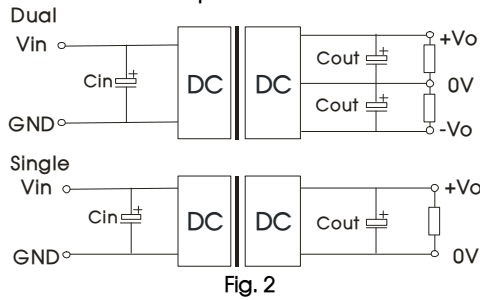 Dual
Vin
+Vo
Cin
+
DC
DC
Cout
+
0V
Cout
+
GND
-Vo
Single
Vin
+Vo
Cin
+
DC
DC
Cout
+
GND
0V
Fig. 2